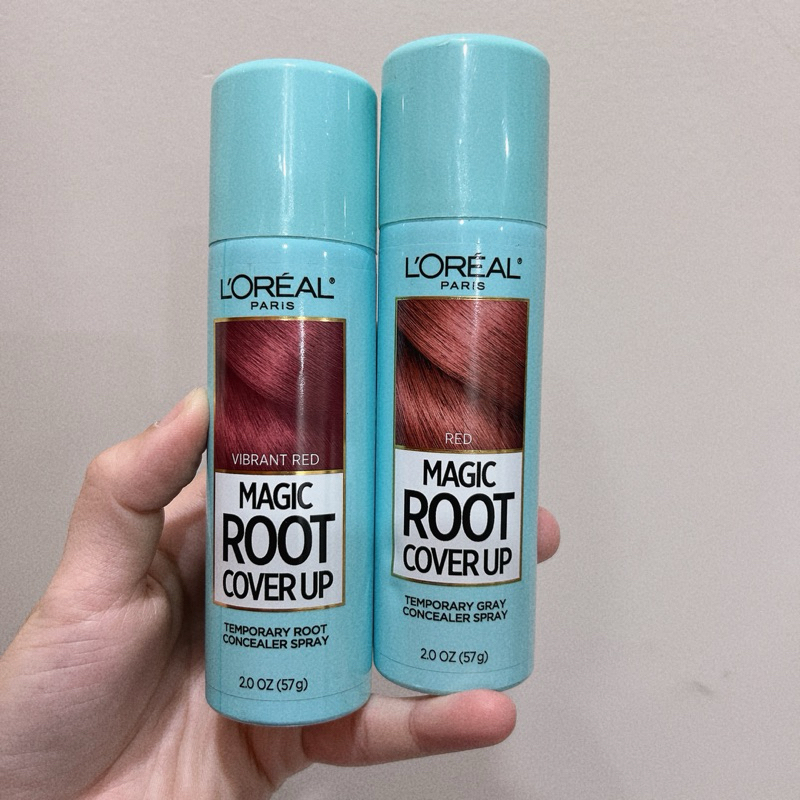 L'ORÉAL®
PARIS
VIBRANT RED
MAGIC
ROOT
COVER UP
TEMPORARY ROOT
CONCEALER SPRAY
2.0 OZ (57g)
L'ORÉAL®
PARIS
RED
MAGIC
ROOT
COVER UP
TEMPORARY GRAY
CONCEALER SPRAY
2.0 OZ (57g)